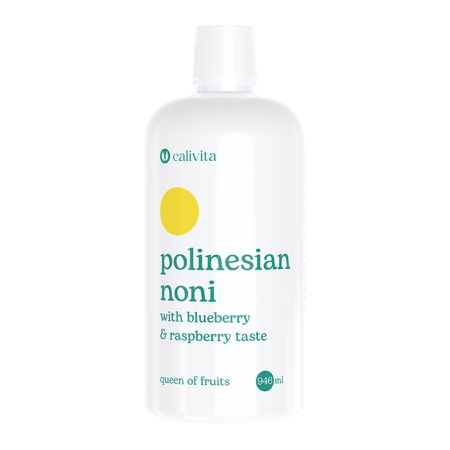 calivita
polinesian
noni
with blueberry
& raspberry taste
queen of fruits
946 ml